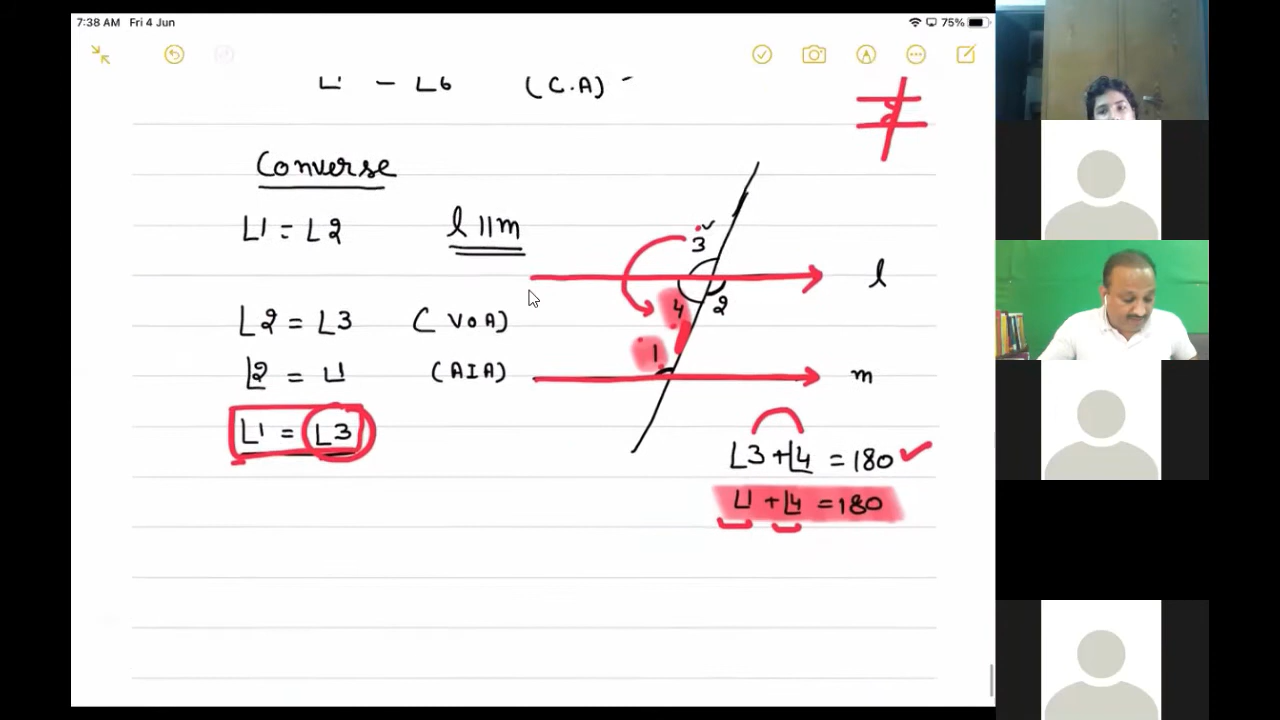 7:38 AM Fri 4 Jun
75%
∠1 - ∠6 (C.A)
Converse
∠1 = ∠2 l || m
∠2 = ∠3 (VOA)
∠2 = ∠1 (AIA)
∠1 = ∠3
3
l
4 2
1
m
∠3 + ∠4 = 180
∠1 + ∠4 = 180